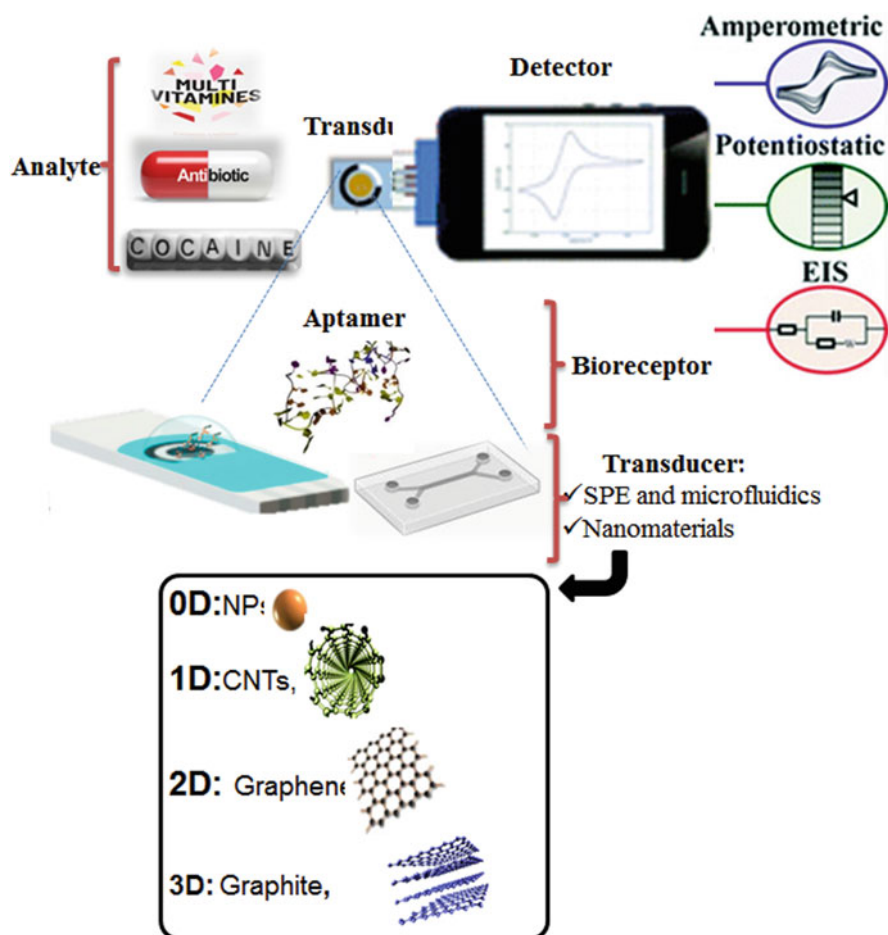 Amperometric
Detector
MULTI
VITAMINES
Transdu
Potentiostatic
Analyte
Antibiotic
COCAINE
EIS
Aptamer
Bioreceptor
Transducer:
✓SPE and microfluidics
✓Nanomaterials
0D:NPs
1D:CNTs,
2D: Graphene
3D: Graphite,